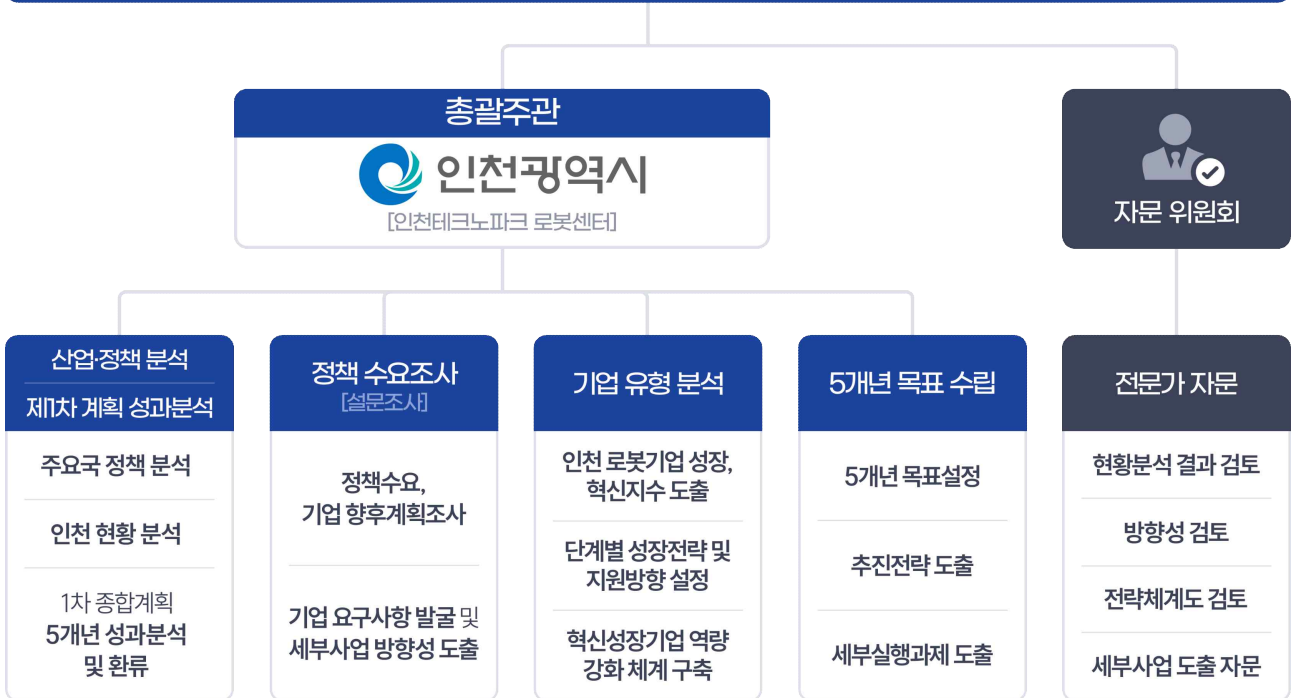 총괄주관
인천광역시
[인천테크노파크 로봇센터]
자문 위원회
산업·정책 분석
제1차 계획 성과분석
주요국 정책 분석
인천 현황 분석
1차 종합계획
5개년 성과분석
및 환류
정책 수요조사
[설문조사]
정책수요,
기업 향후계획조사
기업 요구사항 발굴 및
세부사업 방향성 도출
기업 유형 분석
인천 로봇기업 성장,
혁신지수 도출
단계별 성장전략 및
지원방향 설정
혁신성장기업 역량
강화 체계 구축
5개년 목표 수립
5개년 목표설정
추진전략 도출
세부실행과제 도출
전문가 자문
현황분석 결과 검토
방향성 검토
전략체계도 검토
세부사업 도출 자문